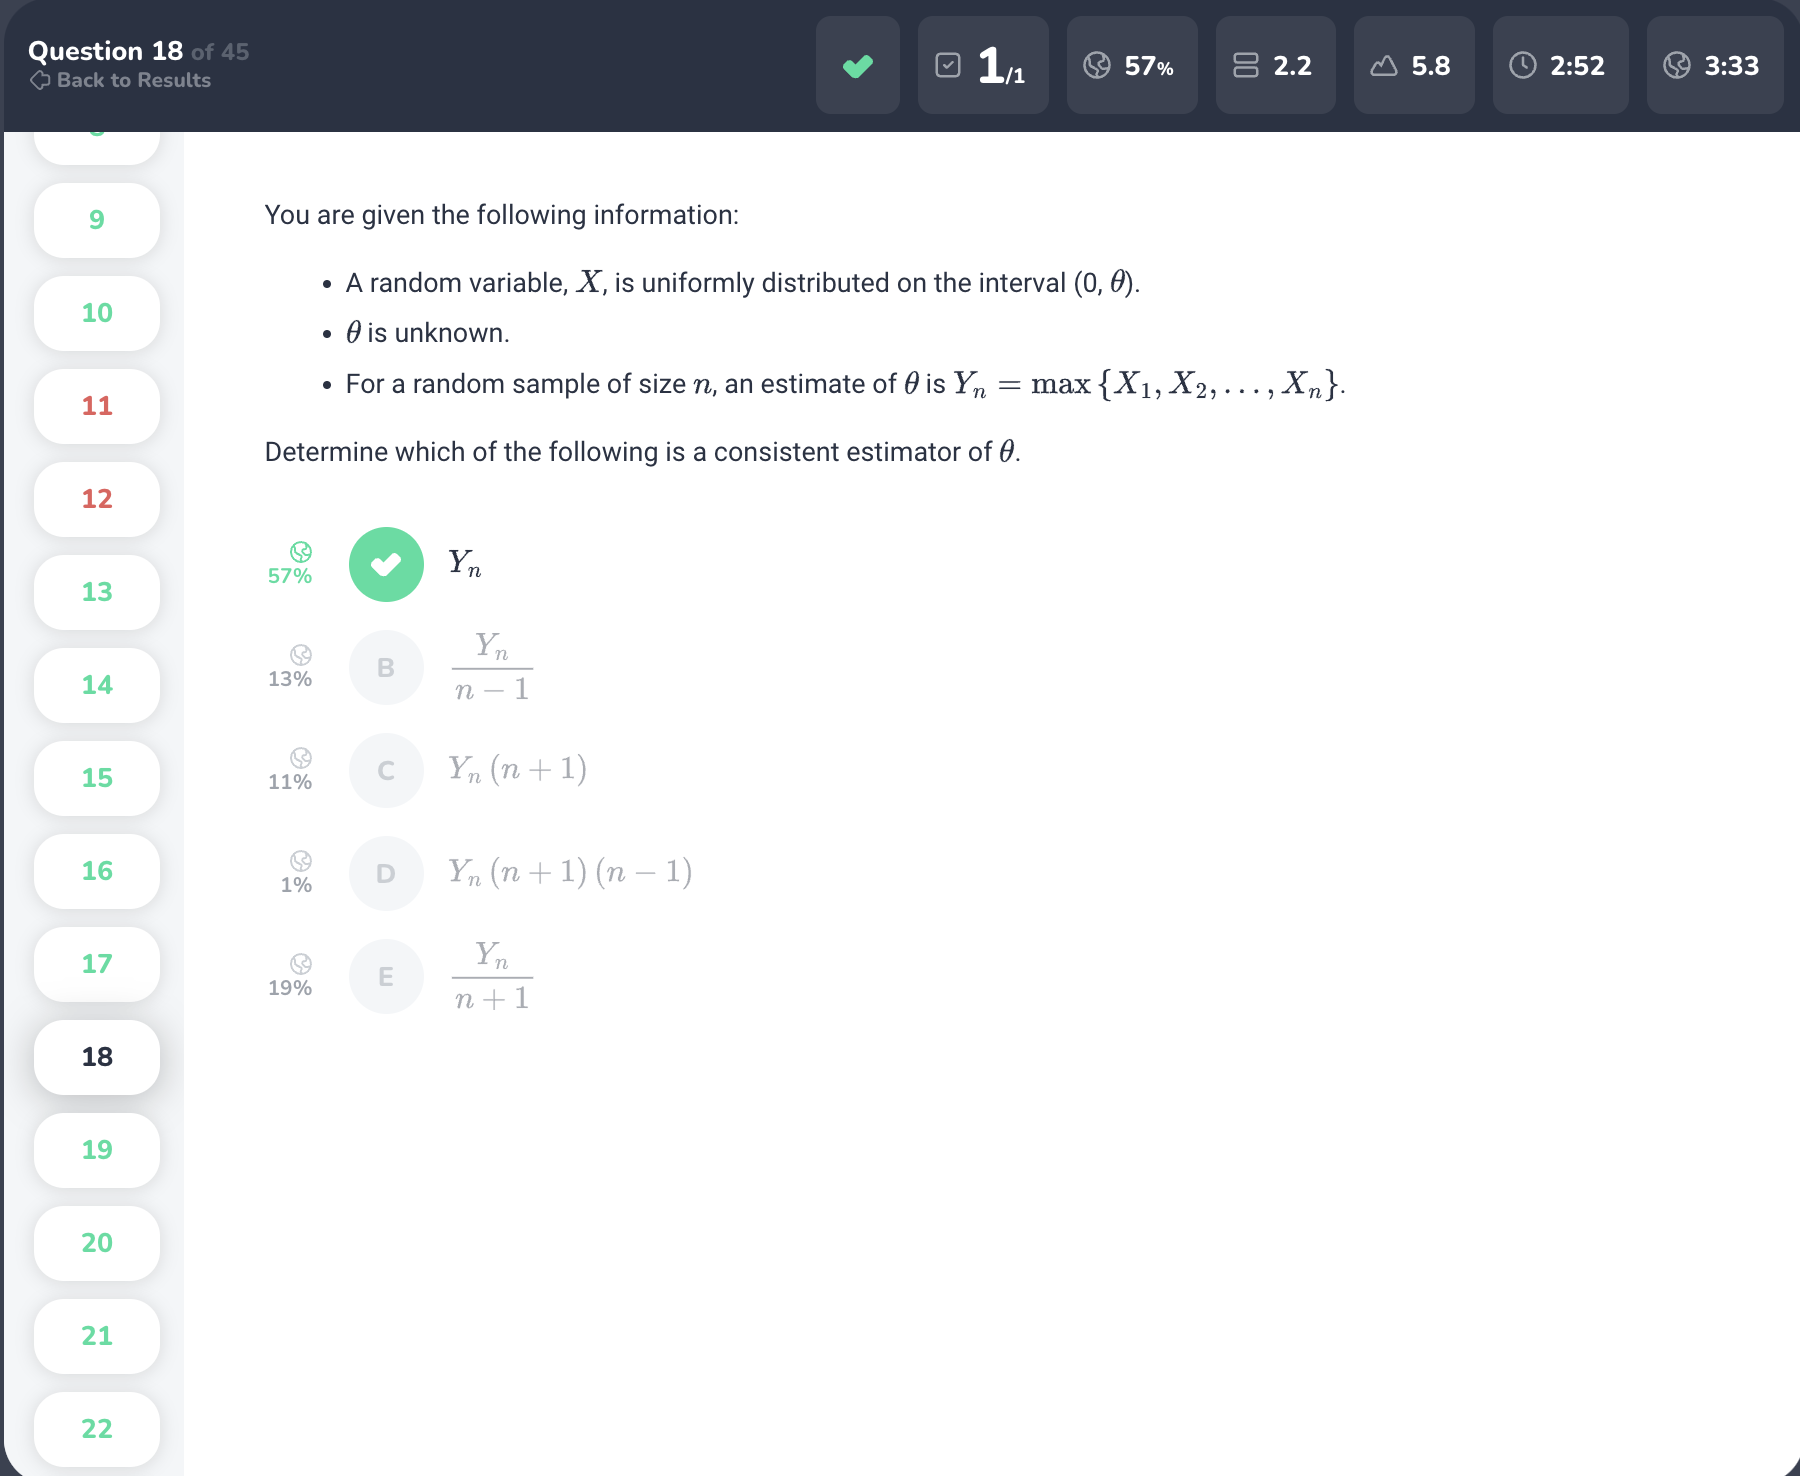 Question 18 of 45
Back to Results
1/1
57%
2.2
5.8
2:52
3:33
9
10
11
12
13
14
15
16
17
18
19
20
21
22
You are given the following information:
• A random variable, X, is uniformly distributed on the interval (0, θ).
• θ is unknown.
• For a random sample of size n, an estimate of θ is Yₙ = max {X₁, X₂, . . . , Xₙ}.
Determine which of the following is a consistent estimator of θ.
57% Yₙ
13% B Yₙ / (n − 1)
11% C Yₙ (n + 1)
1% D Yₙ (n + 1) (n − 1)
19% E Yₙ / (n + 1)